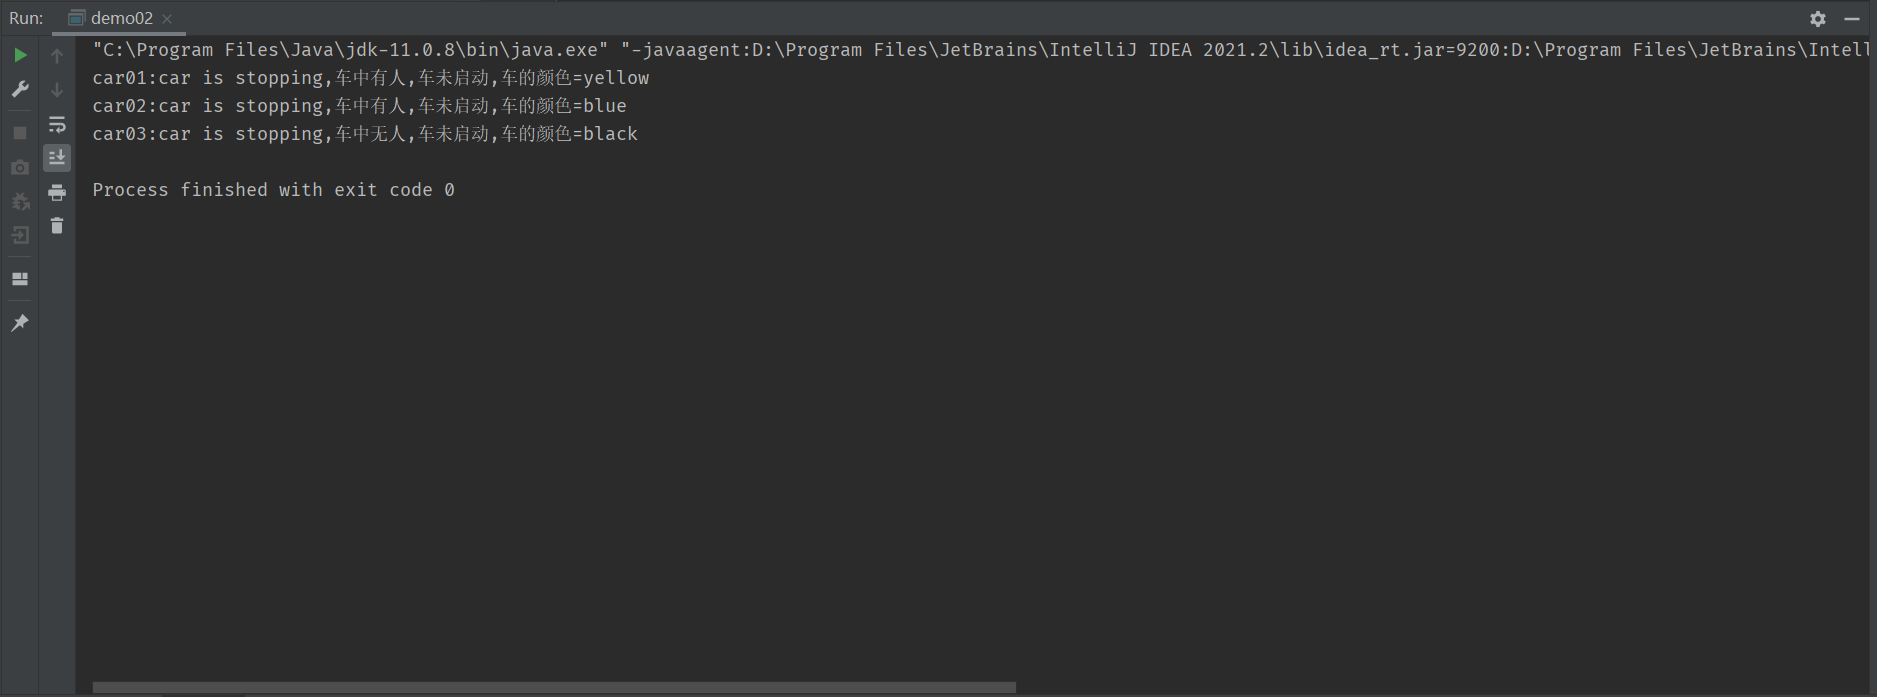 Run: demo02
"C:\Program Files\Java\jdk-11.0.8\bin\java.exe" "-javaagent:D:\Program Files\JetBrains\IntelliJ IDEA 2021.2\lib\idea_rt.jar=9200:D:\Program Files\JetBrains\Intell
car01:car is stopping,车中有人,车未启动,车的颜色=yellow
car02:car is stopping,车中有人,车未启动,车的颜色=blue
car03:car is stopping,车中无人,车未启动,车的颜色=black
Process finished with exit code 0